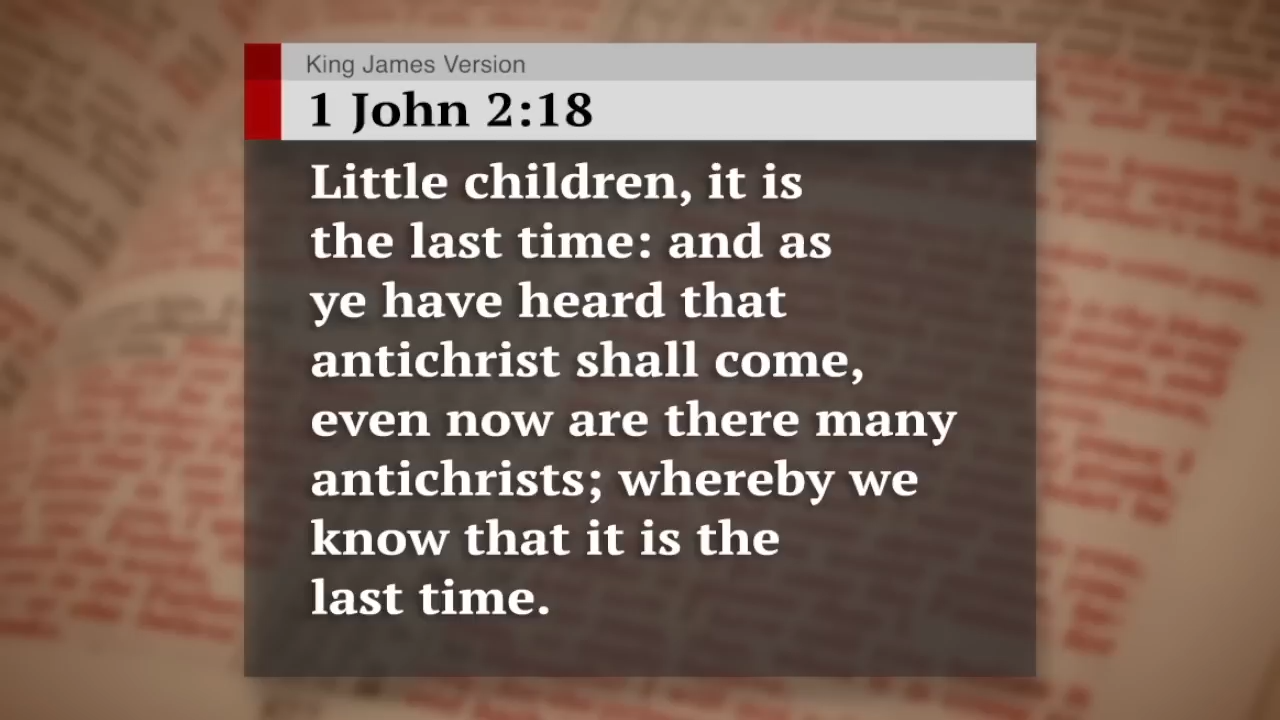 King James Version
1 John 2:18
Little children, it is
the last time: and as
ye have heard that
antichrist shall come,
even now are there many
antichrists; whereby we
know that it is the
last time.